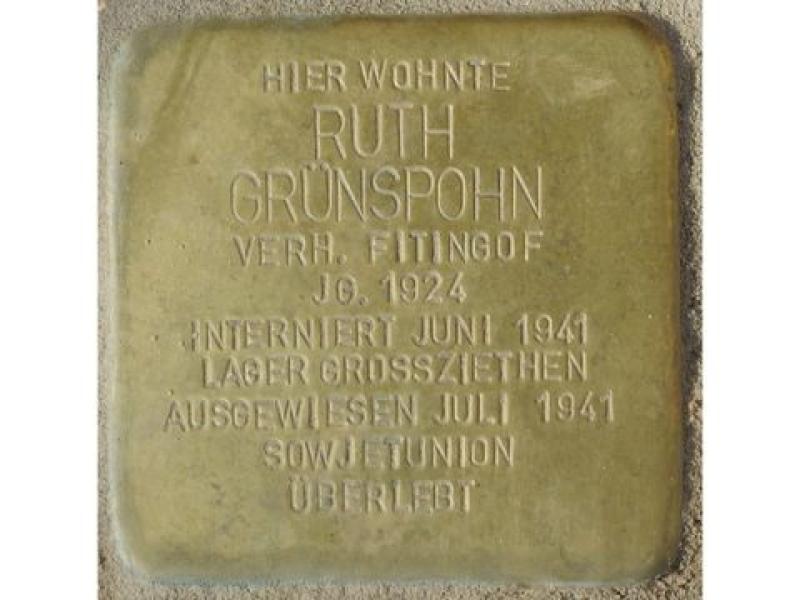 HIER WOHNTE
RUTH
GRÜNSPOHN
VERH. FITINGOF
JG. 1924
INTERNIERT JUNI 1941
LAGER GROSSZIETHEN
AUSGEWIESEN JULI 1941
SOWJETUNION
ÜBERLEBT